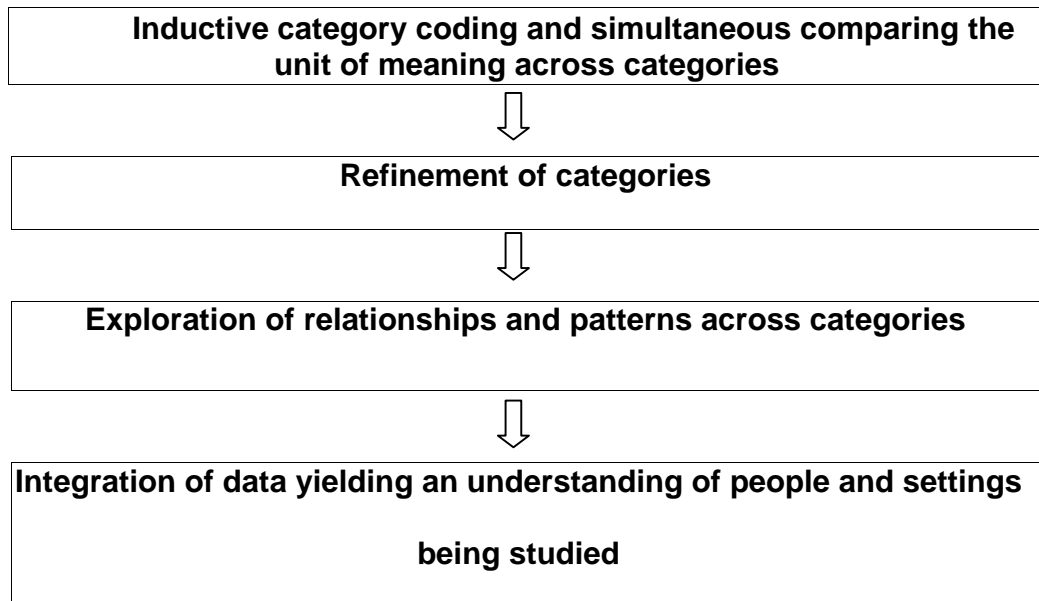 Inductive category coding and simultaneous comparing the
unit of meaning across categories
Refinement of categories
Exploration of relationships and patterns across categories
Integration of data yielding an understanding of people and settings
being studied